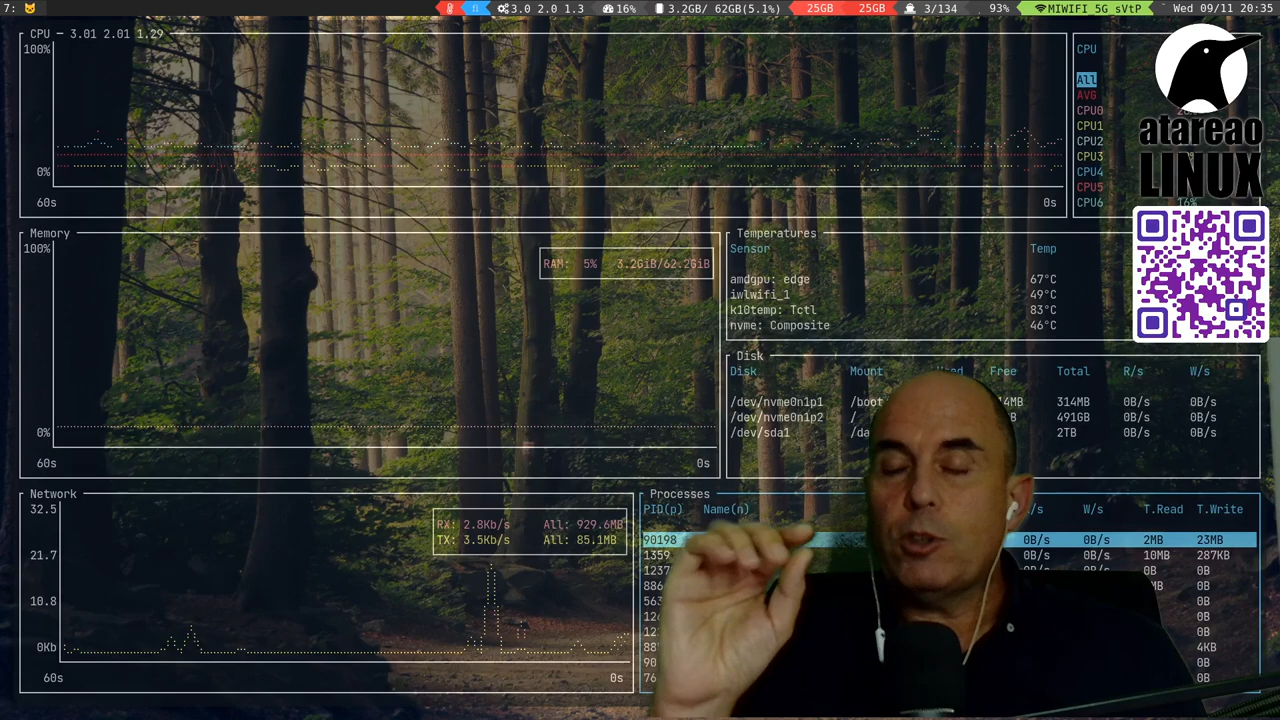 7: 3.0 2.0 1.3 16% 3.2GB/ 62GB(5.1%) 25GB 25GB 3/134 93% MIWIFI 5G sVtP Wed 09/11 20:35
CPU — 3.01 2.01 1.29
100%
0%
60s 0s
CPU
All
AVG
CPU0
CPU1
CPU2
CPU3
CPU4
CPU5
CPU6 16%
atareao
LINUX
Memory
100%
RAM: 5% 3.2GiB/62.2GiB
0%
60s 0s
Temperatures
Sensor Temp
amdgpu: edge 67°C
iwlwifi_1 49°C
k10temp: Tctl 83°C
nvme: Composite 46°C
Disk
Disk Mount Used Free Total R/s W/s
/dev/nvme0n1p1 /boot 314MB 0B/s 0B/s
/dev/nvme0n1p2 / 491GB 0B/s 0B/s
/dev/sda1 2TB 0B/s 0B/s
Network
32.5
RX: 2.8Kb/s All: 929.6MB
TX: 3.5Kb/s All: 85.1MB
21.7
10.8
0Kb
60s 0s
Processes
PID(p) Name(n) W/s T.Read T.Write
90198 0B/s 0B/s 2MB 23MB
1359 0B/s 0B/s 10MB 287KB
0B/s 0B/s 0B 0B
0B
0B
0B
0B
4KB
0B
0B